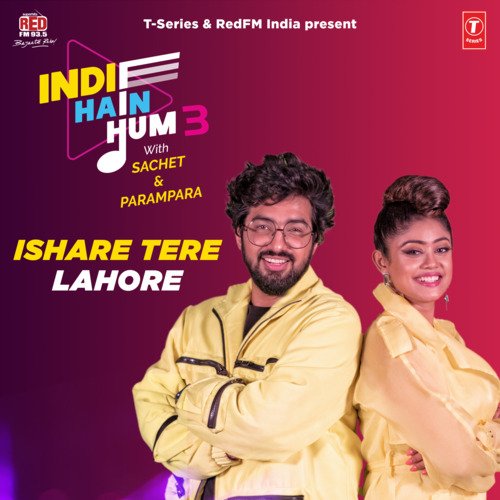 T-Series & RedFM India present
RED
FM 93.5
Bajaate Raho!
T
SERIES
INDIE
HAIN
HUM 3
With
SACHET
&
PARAMPARA
ISHARE TERE
LAHORE